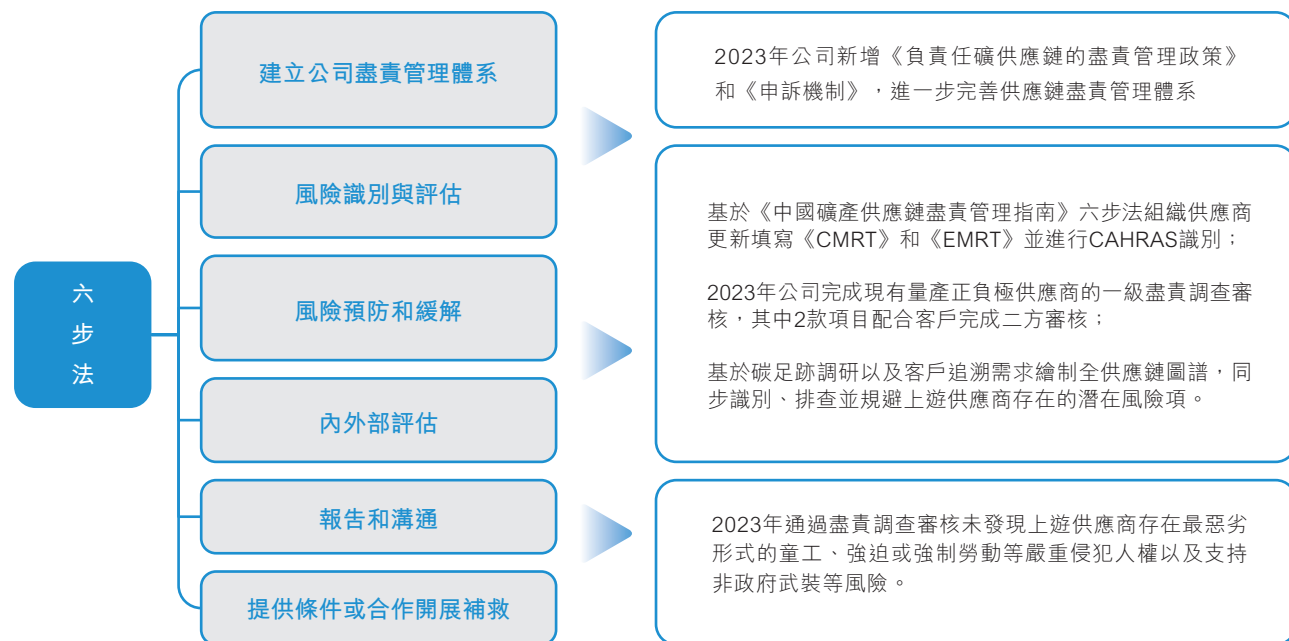 六
步
法
建立公司盡責管理體系
風險識別與評估
風險預防和緩解
內外部評估
報告和溝通
提供條件或合作開展補救
2023年公司新增《負責任礦供應鏈的盡責管理政策》
和《申訴機制》，進一步完善供應鏈盡責管理體系
基於《中國礦產供應鏈盡責管理指南》六步法組織供應商
更新填寫《CMRT》和《EMRT》並進行CAHRAS識別；
2023年公司完成現有量產正負極供應商的一級盡責調查審
核，其中2款項目配合客戶完成二方審核；
基於碳足跡調研以及客戶追溯需求繪制全供應鏈圖譜，同
步識別、排查並規避上遊供應商存在的潛在風險項。
2023年通過盡責調查審核未發現上遊供應商存在最惡劣
形式的童工、強迫或強制勞動等嚴重侵犯人權以及支持
非政府武裝等風險。